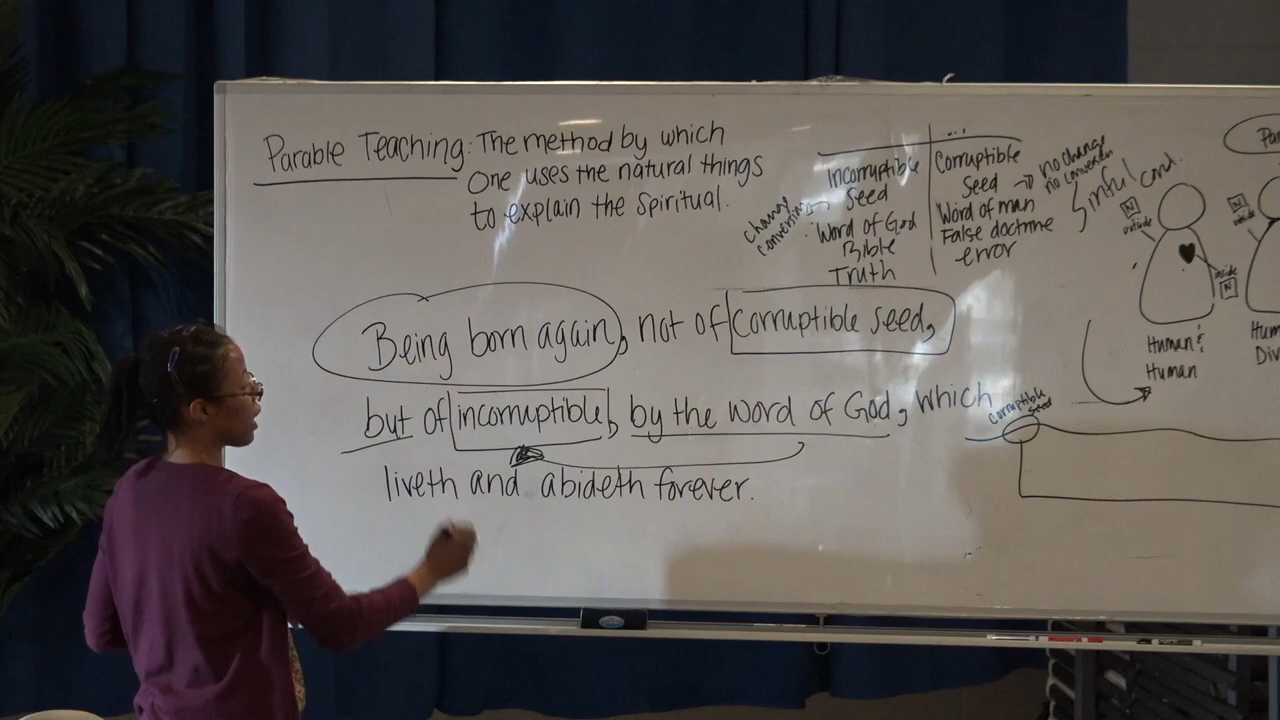 Parable Teaching: The method by which
One uses the natural things
to explain the Spiritual.
Incorruptible
Seed
Word of God
Bible
Truth
change
...
Corruptible
Seed → no change
Word of man
False doctrine
error
sinful cond.
N
outside
inside
N
Human &
Human
N
Being born again, not of corruptible seed,
but of incorruptible, by the word of God, which
corruptible
seed
liveth and abideth forever.